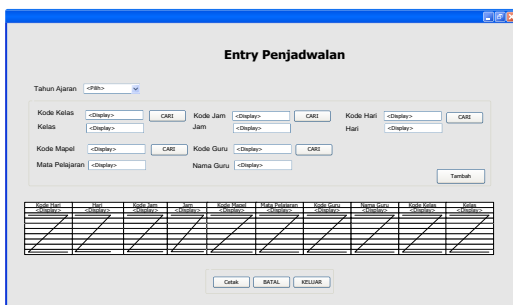 Entry Penjadwalan
Tahun Ajaran <Pilih>
Kode Kelas <Display> CARI Kode Jam <Display> CARI Kode Hari <Display> CARI
Kelas <Display> Jam <Display> Hari <Display>
Kode Mapel <Display> CARI Kode Guru <Display> CARI
Mata Pelajaran <Display> Nama Guru <Display>
Tambah
Kode Hari Hari Kode Jam Jam Kode Mapel Mata Pelajaran Kode Guru Nama Guru Kode Kelas Kelas
<Display> <Display> <Display> <Display> <Display> <Display> <Display> <Display> <Display> <Display>
Cetak BATAL KELUAR